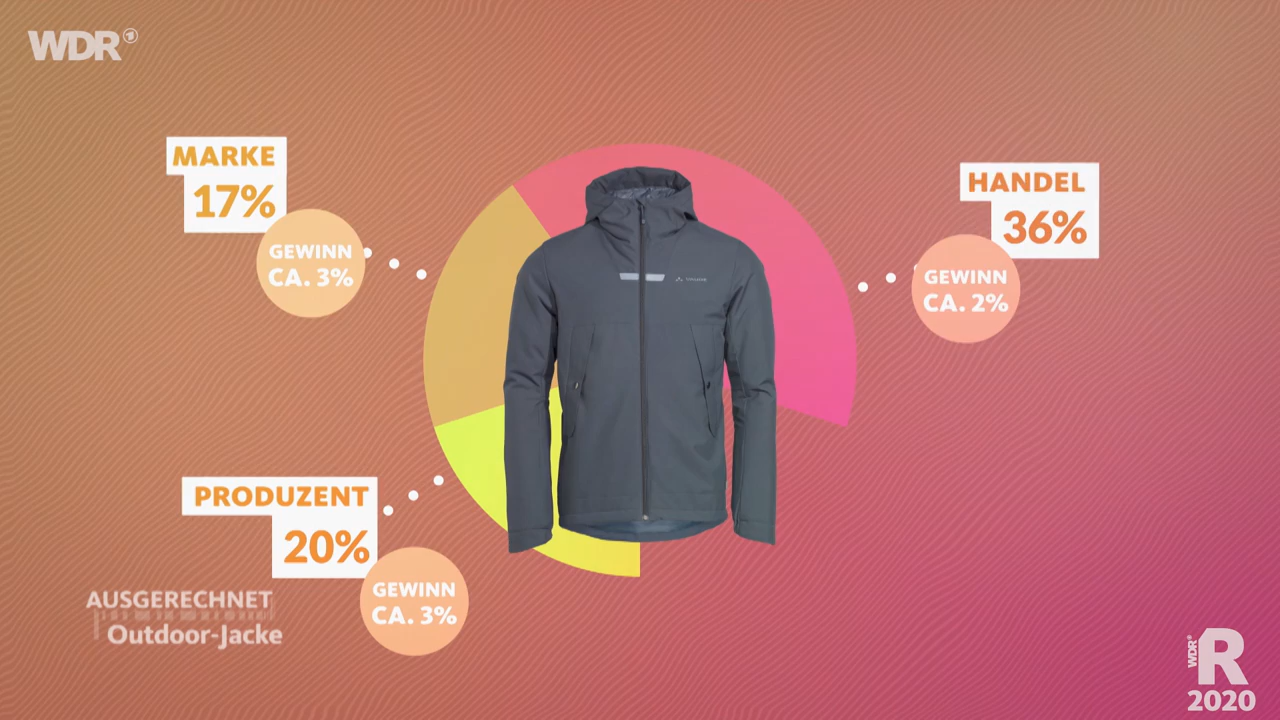 WDR
MARKE
17%
GEWINN
CA. 3%
HANDEL
36%
GEWINN
CA. 2%
PRODUZENT
20%
GEWINN
CA. 3%
AUSGERECHNET
Outdoor-Jacke
WDR
R
2020